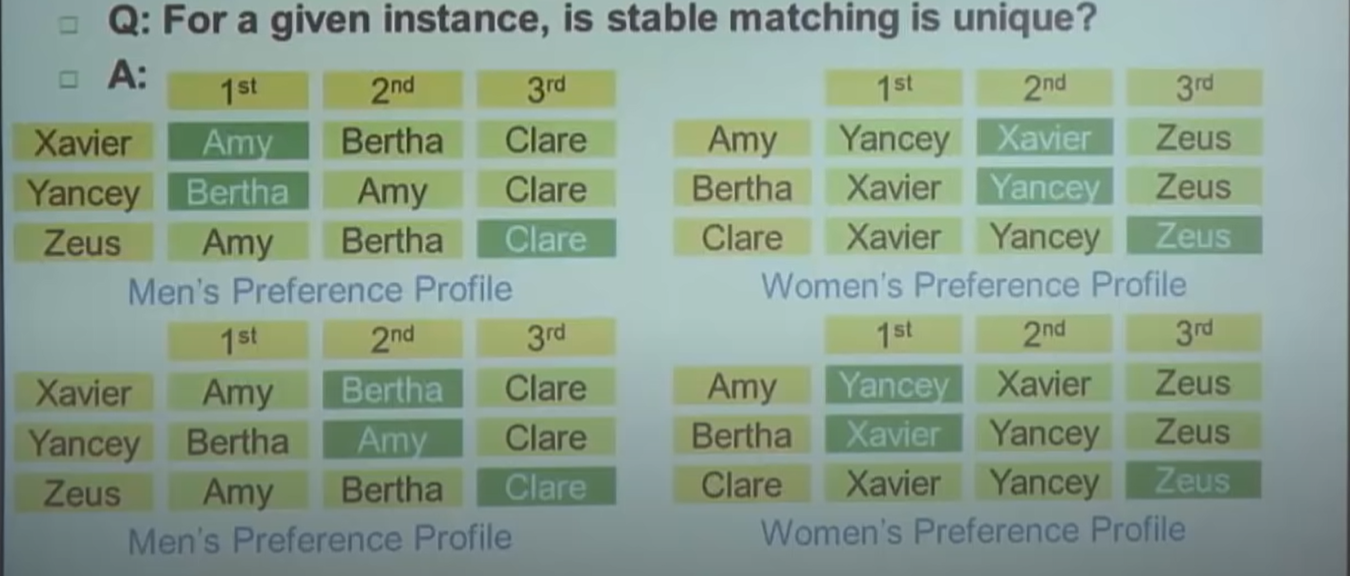 Q: For a given instance, is stable matching is unique?
A:
1st 2nd 3rd 1st 2nd 3rd
Xavier Amy Bertha Clare Amy Yancey Xavier Zeus
Yancey Bertha Amy Clare Bertha Xavier Yancey Zeus
Zeus Amy Bertha Clare Clare Xavier Yancey Zeus
Men's Preference Profile Women's Preference Profile
1st 2nd 3rd 1st 2nd 3rd
Xavier Amy Bertha Clare Amy Yancey Xavier Zeus
Yancey Bertha Amy Clare Bertha Xavier Yancey Zeus
Zeus Amy Bertha Clare Clare Xavier Yancey Zeus
Men's Preference Profile Women's Preference Profile